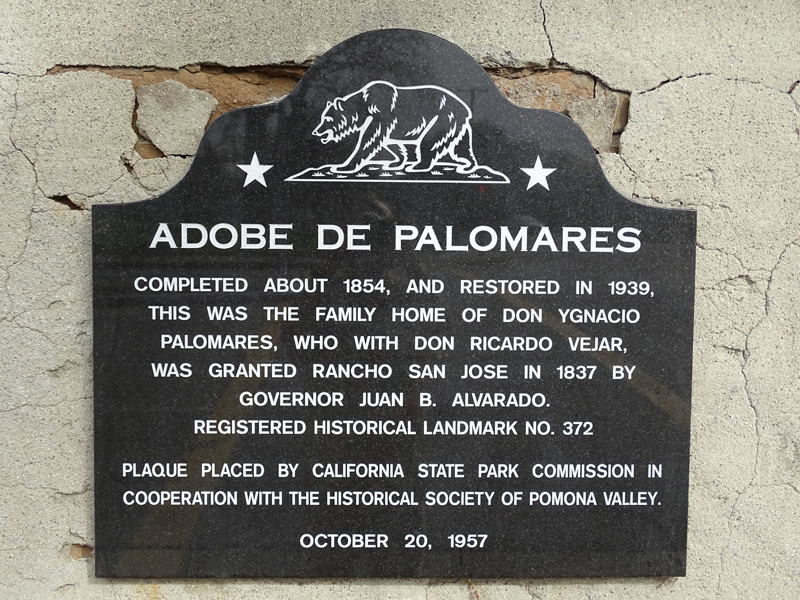 ADOBE DE PALOMARES
COMPLETED ABOUT 1854, AND RESTORED IN 1939,
THIS WAS THE FAMILY HOME OF DON YGNACIO
PALOMARES, WHO WITH DON RICARDO VEJAR,
WAS GRANTED RANCHO SAN JOSE IN 1837 BY
GOVERNOR JUAN B. ALVARADO.
REGISTERED HISTORICAL LANDMARK NO. 372
PLAQUE PLACED BY CALIFORNIA STATE PARK COMMISSION IN
COOPERATION WITH THE HISTORICAL SOCIETY OF POMONA VALLEY.
OCTOBER 20, 1957